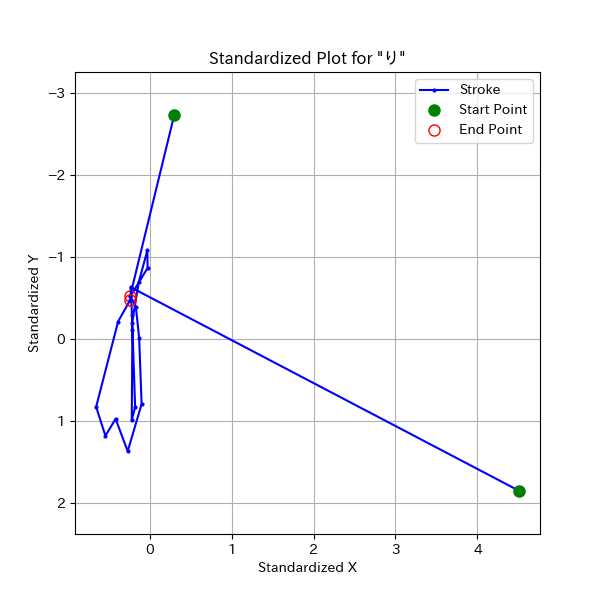 Standardized Plot for "り"
Stroke
Start Point
End Point
Standardized Y
−3
−2
−1
0
1
2
0 1 2 3 4
Standardized X